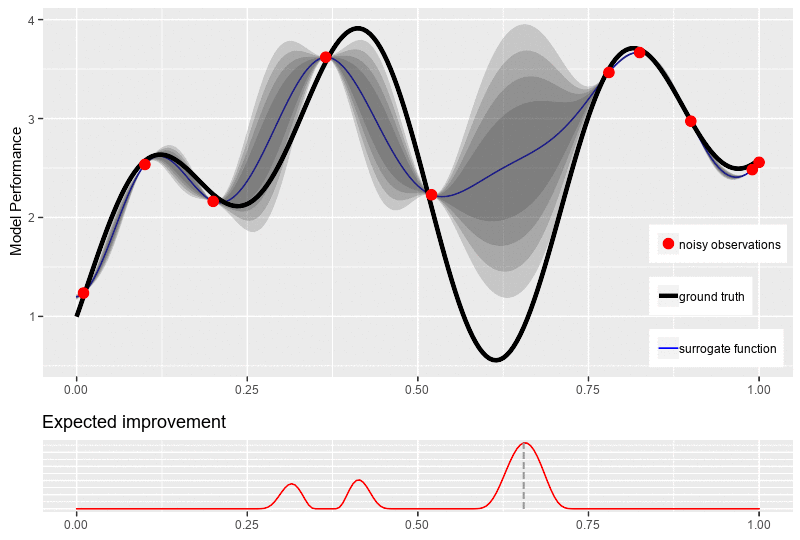 Model Performance
4
3
2
1
noisy observations
ground truth
surrogate function
0.00 0.25 0.50 0.75 1.00
Expected improvement
0.00 0.25 0.50 0.75 1.00